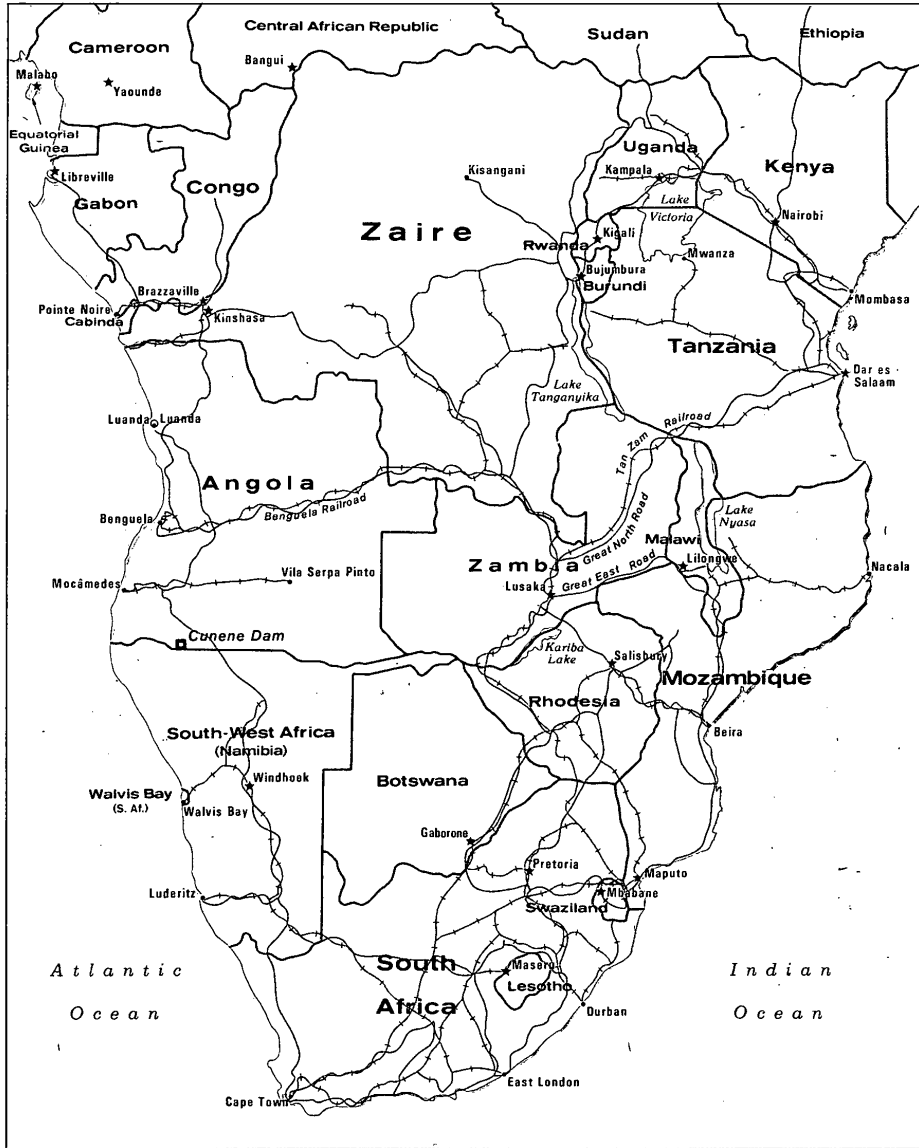 Central African Republic
Sudan
Ethiopia
Cameroon
Bangui
Malabo
Yaounde
Equatorial
Guinea
Uganda
Kisangani
Kenya
Libreville
Congo
Kampala
Lake
Victoria
Gabon
Zaire
Nairobi
Kigali
Rwanda
Mwanza
Bujumbura
Burundi
Brazzaville
Mombasa
Pointe Noire
Cabinda
Kinshasa
Tanzania
Dar es
Salaam
Lake
Tanganyika
Luanda
Luanda
Tan Zam Railroad
Angola
Benguela Railroad
Benguela
Great North Road
Lake
Nyasa
Malawi
Zambia
Lilongwe
Vila Serpa Pinto
Great East Road
Nacala
Mocâmedes
Lusaka
Cunene Dam
Kariba
Lake
Salisbury
Mozambique
Rhodesia
South-West Africa
(Namibia)
Beira
Windhoek
Botswana
Walvis Bay
(S. Af.)
Walvis Bay
Gaborone
Pretoria
Maputo
Mbabane
Luderitz
Swaziland
South
Africa
Maseru
Lesotho
Atlantic
Ocean
Indian
Ocean
Durban
East London
Cape Town